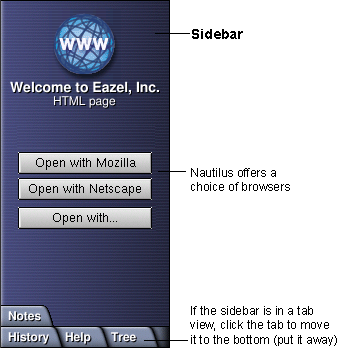 WWW
Sidebar
Welcome to Eazel, Inc.
HTML page
Open with Mozilla
Open with Netscape
Open with...
Nautilus offers a
choice of browsers
Notes
History Help Tree
If the sidebar is in a tab
view, click the tab to move
it to the bottom (put it away)